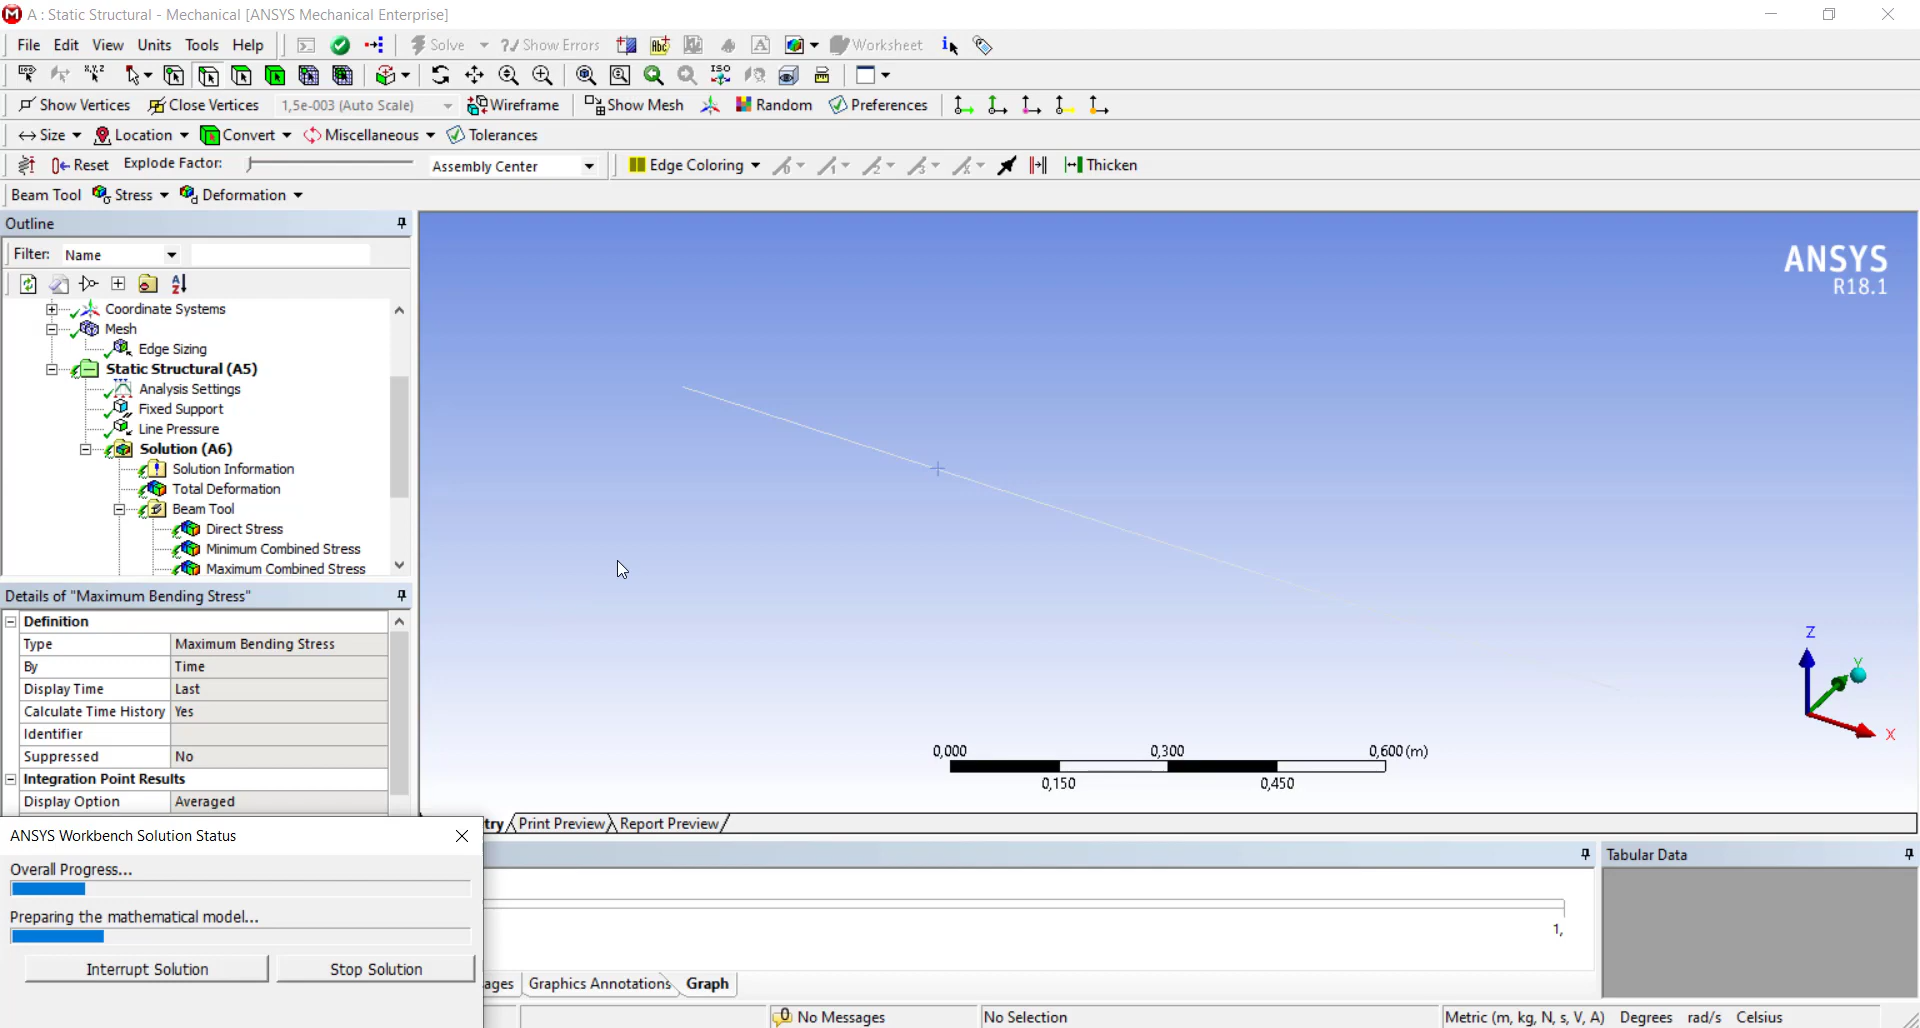 A : Static Structural - Mechanical [ANSYS Mechanical Enterprise]
File Edit View Units Tools Help Solve ?/ Show Errors Worksheet
Show Vertices Close Vertices 1,5e-003 (Auto Scale) Wireframe Show Mesh Random Preferences
Size Location Convert Miscellaneous Tolerances
Reset Explode Factor: Assembly Center Edge Coloring Thicken
Beam Tool Stress Deformation
Outline
Filter: Name
Coordinate Systems
Mesh
Edge Sizing
Static Structural (A5)
Analysis Settings
Fixed Support
Line Pressure
Solution (A6)
Solution Information
Total Deformation
Beam Tool
Direct Stress
Minimum Combined Stress
Maximum Combined Stress
Details of "Maximum Bending Stress"
Definition
Type Maximum Bending Stress
By Time
Display Time Last
Calculate Time History Yes
Identifier
Suppressed No
Integration Point Results
Display Option Averaged
ANSYS
R18.1
Z
Y
X
0,000 0,300 0,600 (m)
0,150 0,450
try Print Preview Report Preview
ANSYS Workbench Solution Status
Overall Progress...
Preparing the mathematical model...
Interrupt Solution Stop Solution
Tabular Data
1,
ages Graphics Annotations Graph
0 No Messages No Selection Metric (m, kg, N, s, V, A) Degrees rad/s Celsius